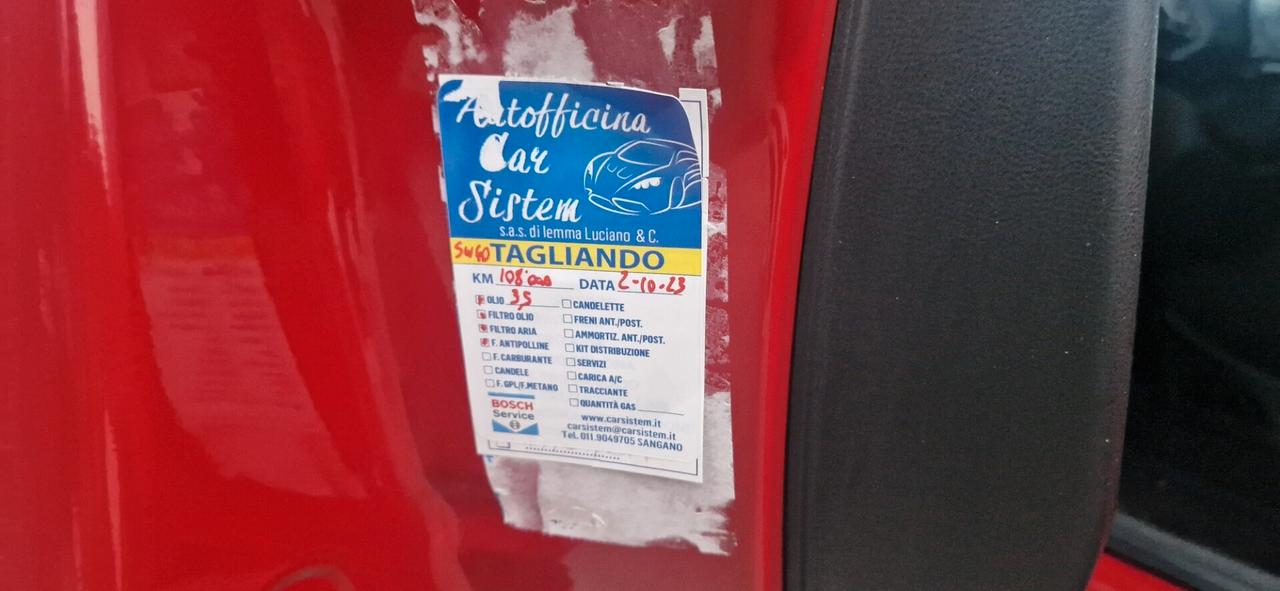 Autofficina
Car
Sistem
s.a.s. di Iemma Luciano & C.
5W40 TAGLIANDO
KM 108'000 DATA 2-10-23
OLIO 3,5
FILTRO OLIO
FILTRO ARIA
F. ANTIPOLLINE
F. CARBURANTE
CANDELE
F. GPL/F.METANO
CANDELETTE
FRENI ANT./POST.
AMMORTIZ. ANT./POST.
KIT DISTRIBUZIONE
SERVIZI
CARICA A/C
TRACCIANTE
QUANTITÀ GAS
BOSCH
Service
www.carsistem.it
carsistem@carsistem.it
Tel. 011.9049705 SANGANO